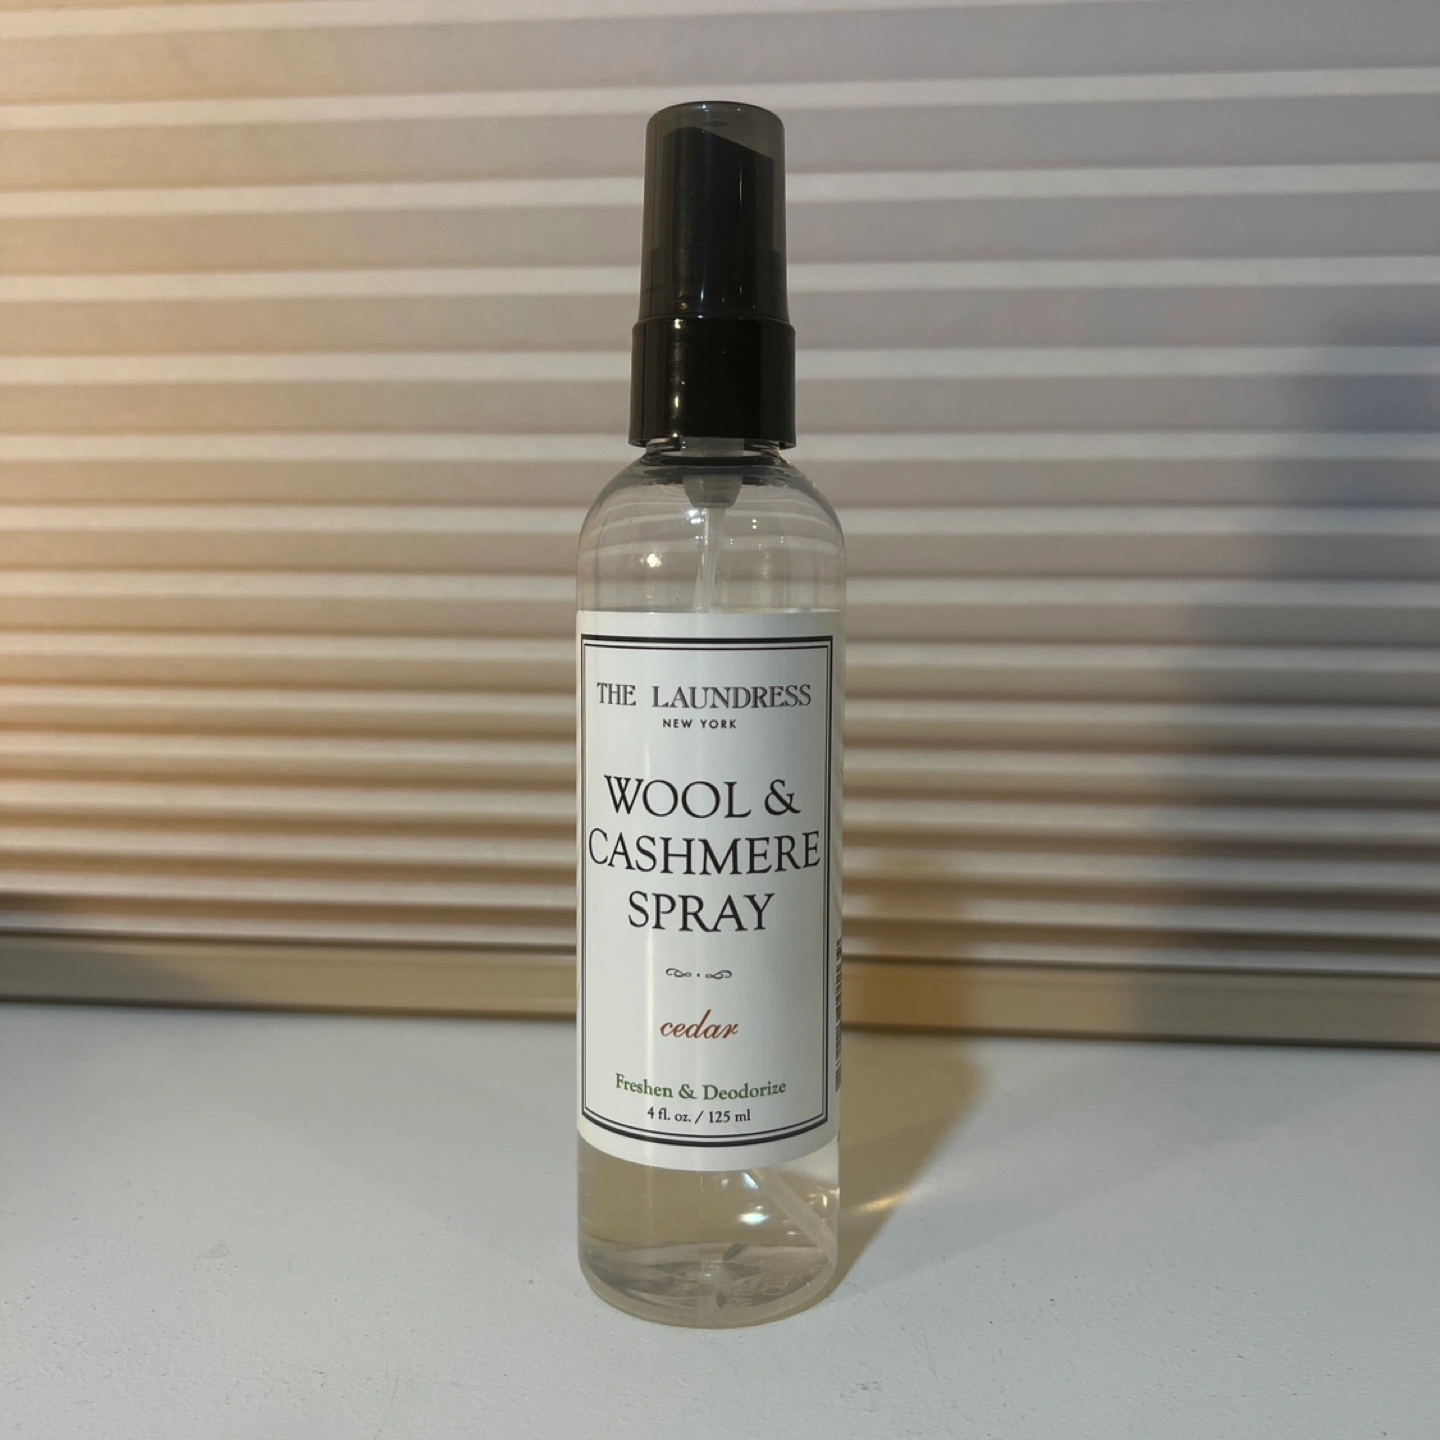 THE LAUNDRESS
NEW YORK
WOOL &
CASHMERE
SPRAY
cedar
Freshen & Deodorize
4 fl. oz. / 125 ml